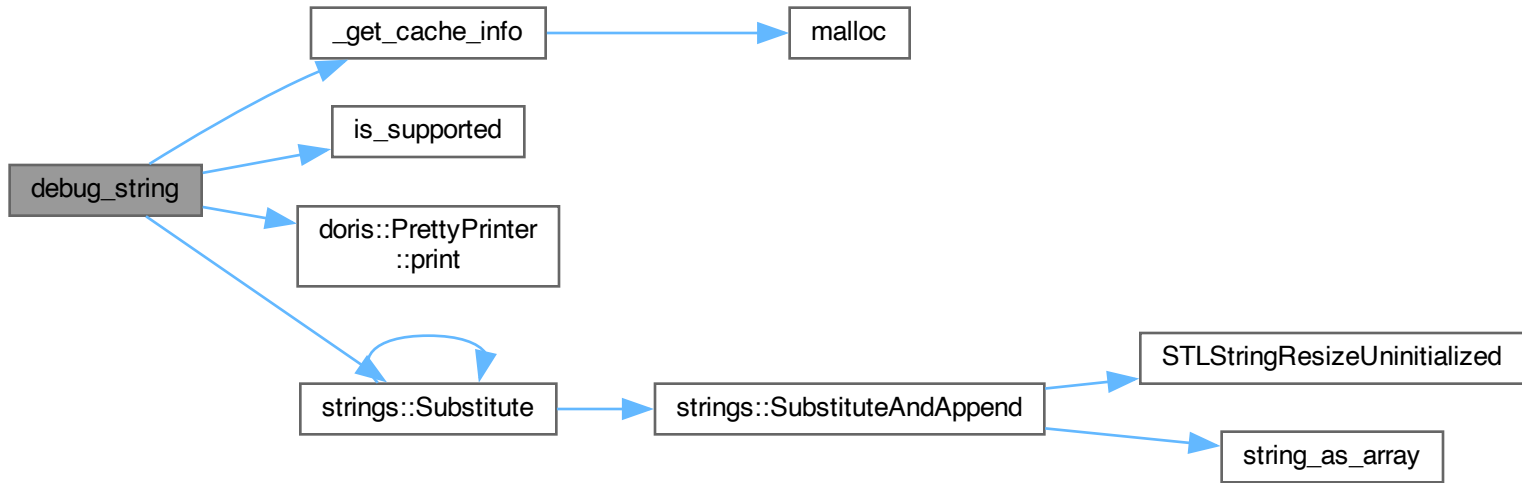 _get_cache_info
malloc
is_supported
debug_string
doris::PrettyPrinter
::print
strings::Substitute
strings::SubstituteAndAppend
STLStringResizeUninitialized
string_as_array